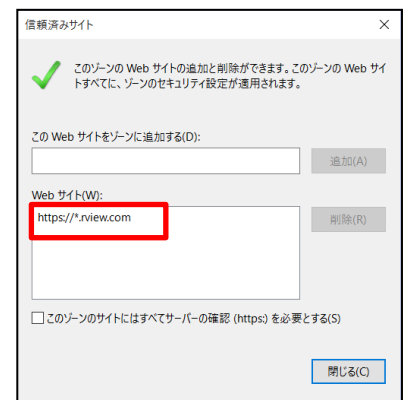 信頼済みサイト
このゾーンの Web サイトの追加と削除ができます。このゾーンの Web サイ
トすべてに、ゾーンのセキュリティ設定が適用されます。
この Web サイトをゾーンに追加する(D):
追加(A)
Web サイト(W):
https://*.rview.com
削除(R)
このゾーンのサイトにはすべてサーバーの確認 (https:) を必要とする(S)
閉じる(C)